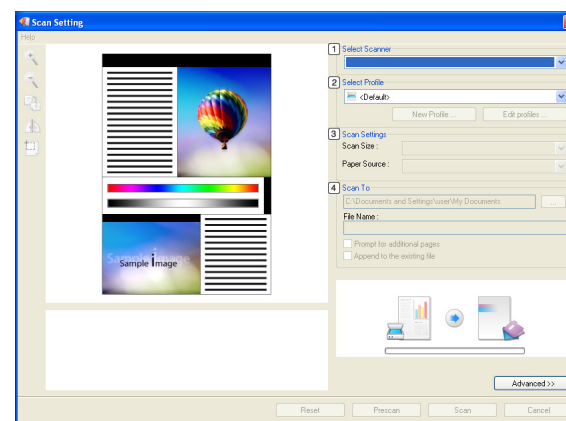 Scan Setting
Help
1 Select Scanner
2 Select Profile
<Default>
New Profile ...
Edit profiles ...
3 Scan Settings
Scan Size :
Paper Source :
4 Scan To
C:\Documents and Settings\user\My Documents
...
File Name :
Prompt for additional pages
Append to the existing file
Sample image
Sample image
Advanced >>
Reset
Prescan
Scan
Cancel